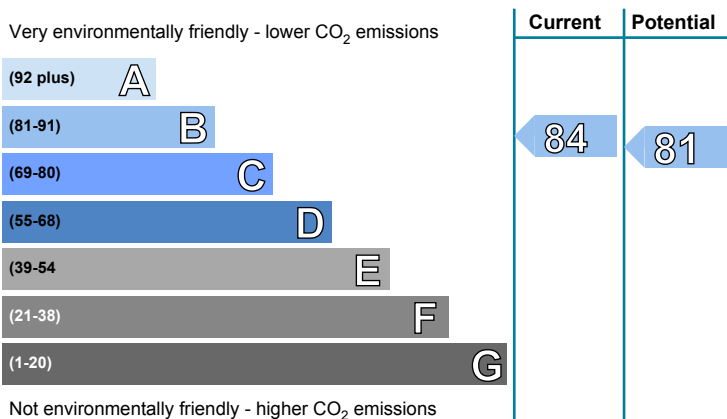 Very environmentally friendly - lower CO2 emissions
Current Potential
(92 plus) A
(81-91) B
84
81
(69-80) C
(55-68) D
(39-54 E
(21-38) F
(1-20) G
Not environmentally friendly - higher CO2 emissions